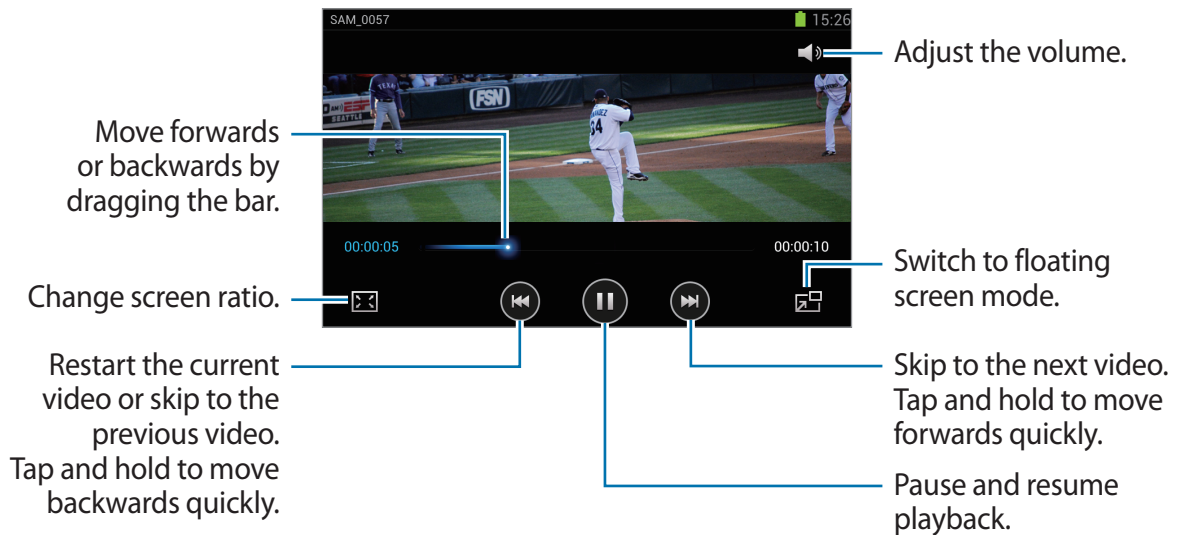 SAM_0057
15:26
Adjust the volume.
FSN
TEXAS
SEATTLE
34
Move forwards
or backwards by
dragging the bar.
00:00:05
00:00:10
Switch to floating
screen mode.
Change screen ratio.
Restart the current
video or skip to the
previous video.
Tap and hold to move
backwards quickly.
Skip to the next video.
Tap and hold to move
forwards quickly.
Pause and resume
playback.